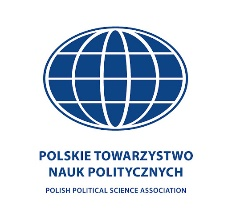 POLSKIE TOWARZYSTWO
NAUK POLITYCZNYCH
POLISH POLITICAL SCIENCE ASSOCIATION